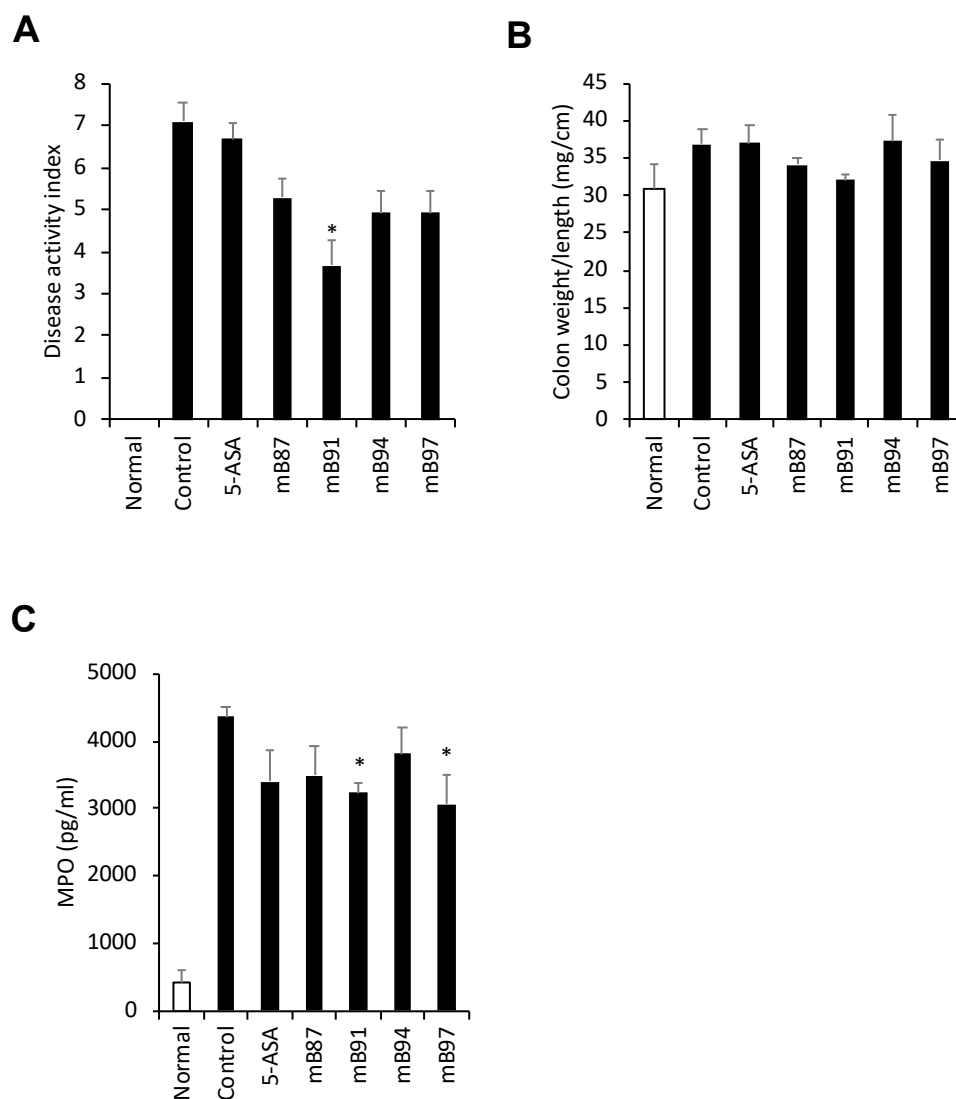 A
Disease activity index
8
7
6
5
4
3
2
1
0
*
Normal
Control
5-ASA
mB87
mB91
mB94
mB97
B
Colon weight/length (mg/cm)
45
40
35
30
25
20
15
10
5
0
Normal
Control
5-ASA
mB87
mB91
mB94
mB97
C
MPO (pg/ml)
5000
4000
3000
2000
1000
0
*
*
Normal
Control
5-ASA
mB87
mB91
mB94
mB97